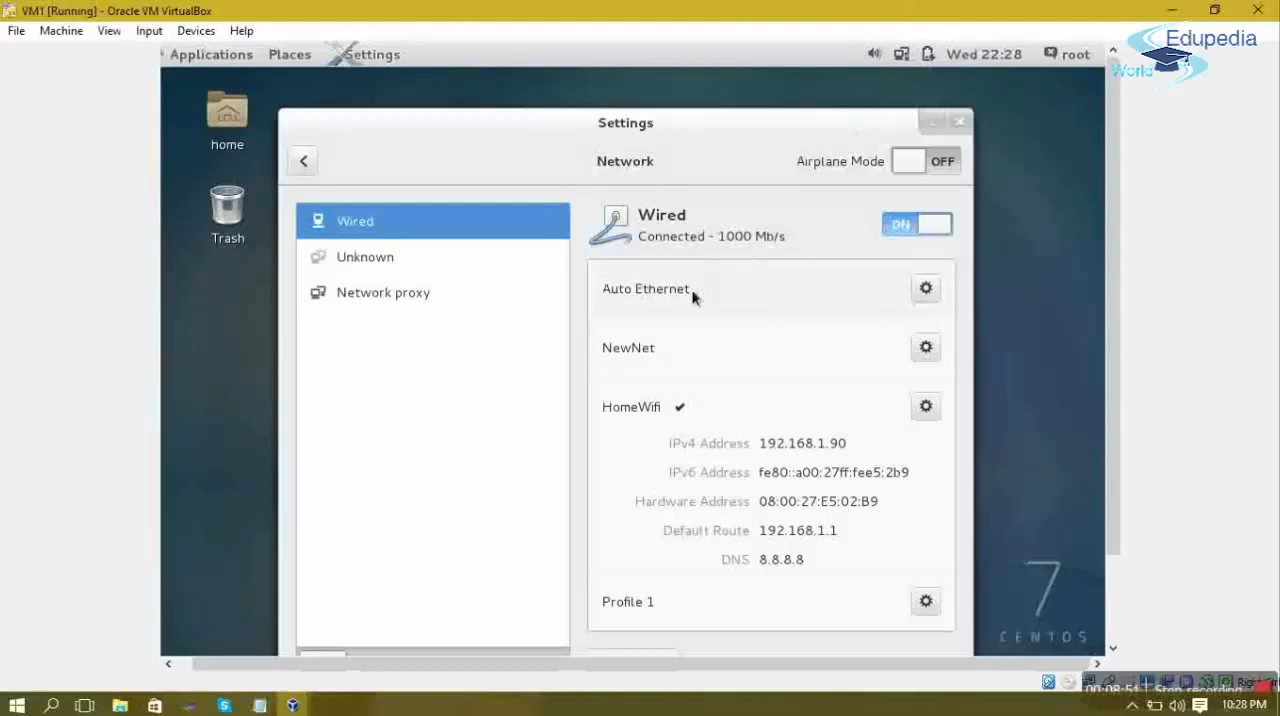 VM1 [Running] - Oracle VM VirtualBox
File Machine View Input Devices Help
Edupedia
World
Applications Places Settings Wed 22:28 root
home
Trash
Settings
Network Airplane Mode OFF
Wired
Unknown
Network proxy
Wired ON
Connected - 1000 Mb/s
Auto Ethernet
NewNet
HomeWifi ✔
IPv4 Address 192.168.1.90
IPv6 Address fe80::a00:27ff:fee5:2b9
Hardware Address 08:00:27:E5:02:B9
Default Route 192.168.1.1
DNS 8.8.8.8
Profile 1
7
CENTOS
00:08:51 Stop recording
10:28 PM